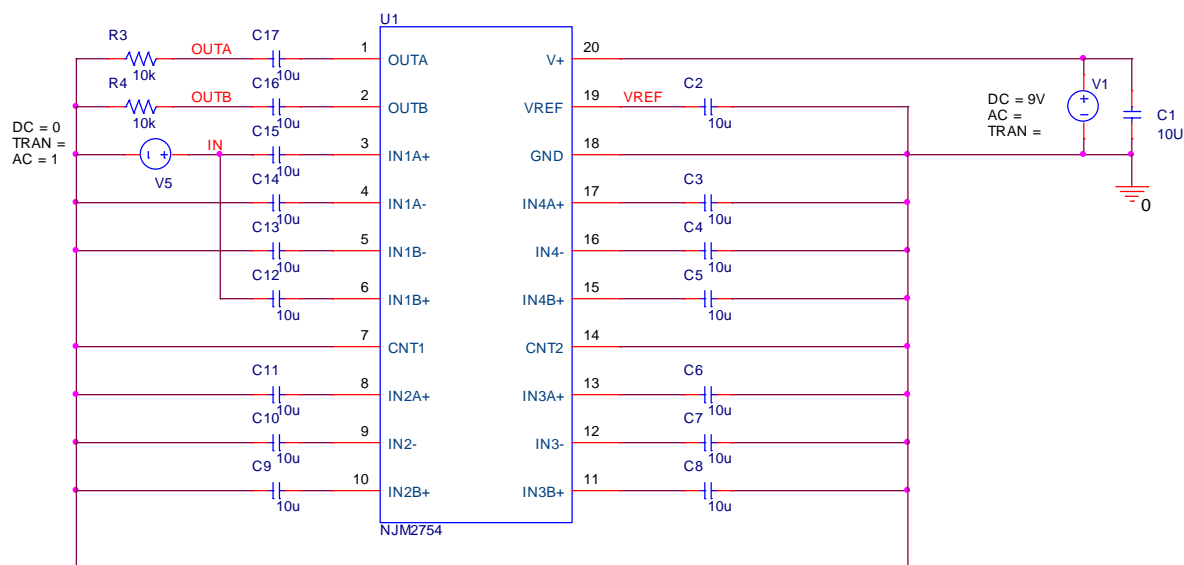 U1
R3
OUTA
C17
1
OUTA
V+
20
10k
10u
R4
OUTB
C16
2
OUTB
VREF
19
VREF
C2
V1
10k
10u
10u
DC = 9V
AC =
TRAN =
C1
10U
DC = 0
TRAN =
AC = 1
IN
C15
3
IN1A+
GND
18
10u
V5
C14
4
IN1A-
IN4A+
17
C3
0
10u
10u
C13
5
IN1B-
IN4-
16
C4
10u
10u
C12
6
IN1B+
IN4B+
15
C5
10u
10u
7
CNT1
CNT2
14
C11
8
IN2A+
IN3A+
13
C6
10u
10u
C10
9
IN2-
IN3-
12
C7
10u
10u
C9
10
IN2B+
IN3B+
11
C8
10u
10u
NJM2754